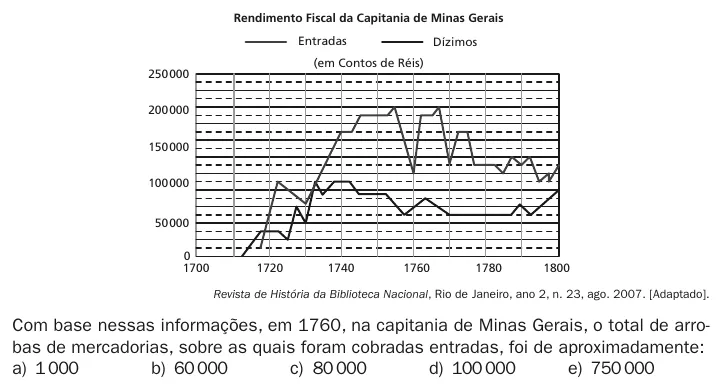 Rendimento Fiscal da Capitania de Minas Gerais
Entradas Dízimos
(em Contos de Réis)
250 000
200 000
150 000
100 000
50 000
0
1700 1720 1740 1760 1780 1800
Revista de História da Biblioteca Nacional, Rio de Janeiro, ano 2, n. 23, ago. 2007. [Adaptado].
Com base nessas informações, em 1760, na capitania de Minas Gerais, o total de arro-
bas de mercadorias, sobre as quais foram cobradas entradas, foi de aproximadamente:
a) 1 000 b) 60 000 c) 80 000 d) 100 000 e) 750 000